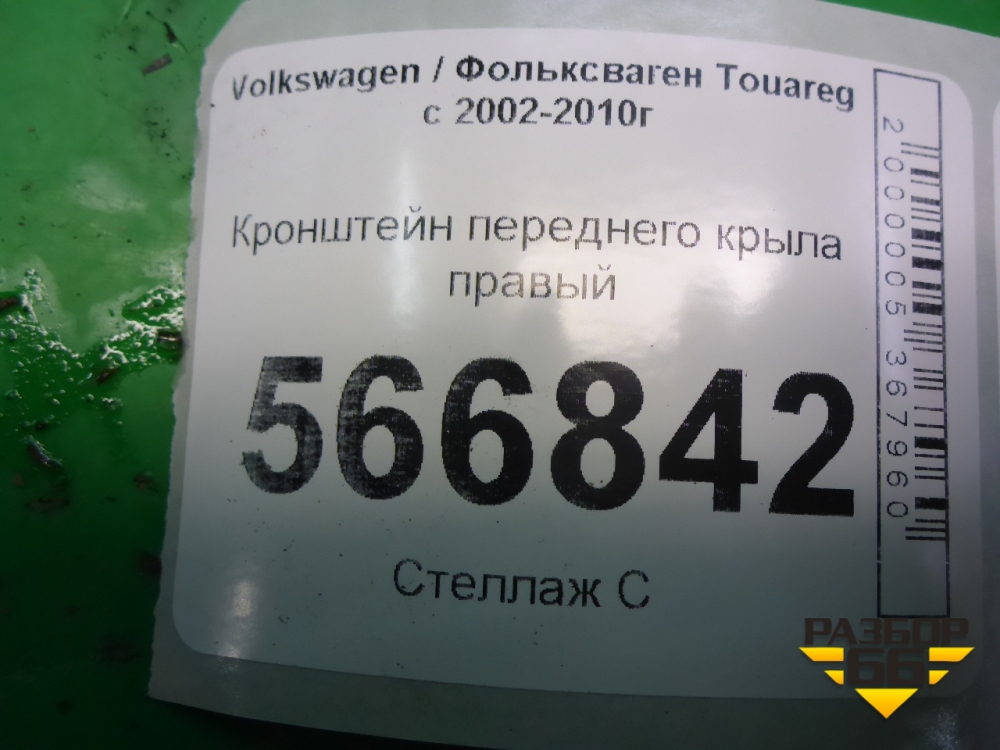 Volkswagen / Фольксваген Touareg
с 2002-2010г
Кронштейн переднего крыла
правый
566842
Стеллаж С
2000005367960
РАЗБОР
66